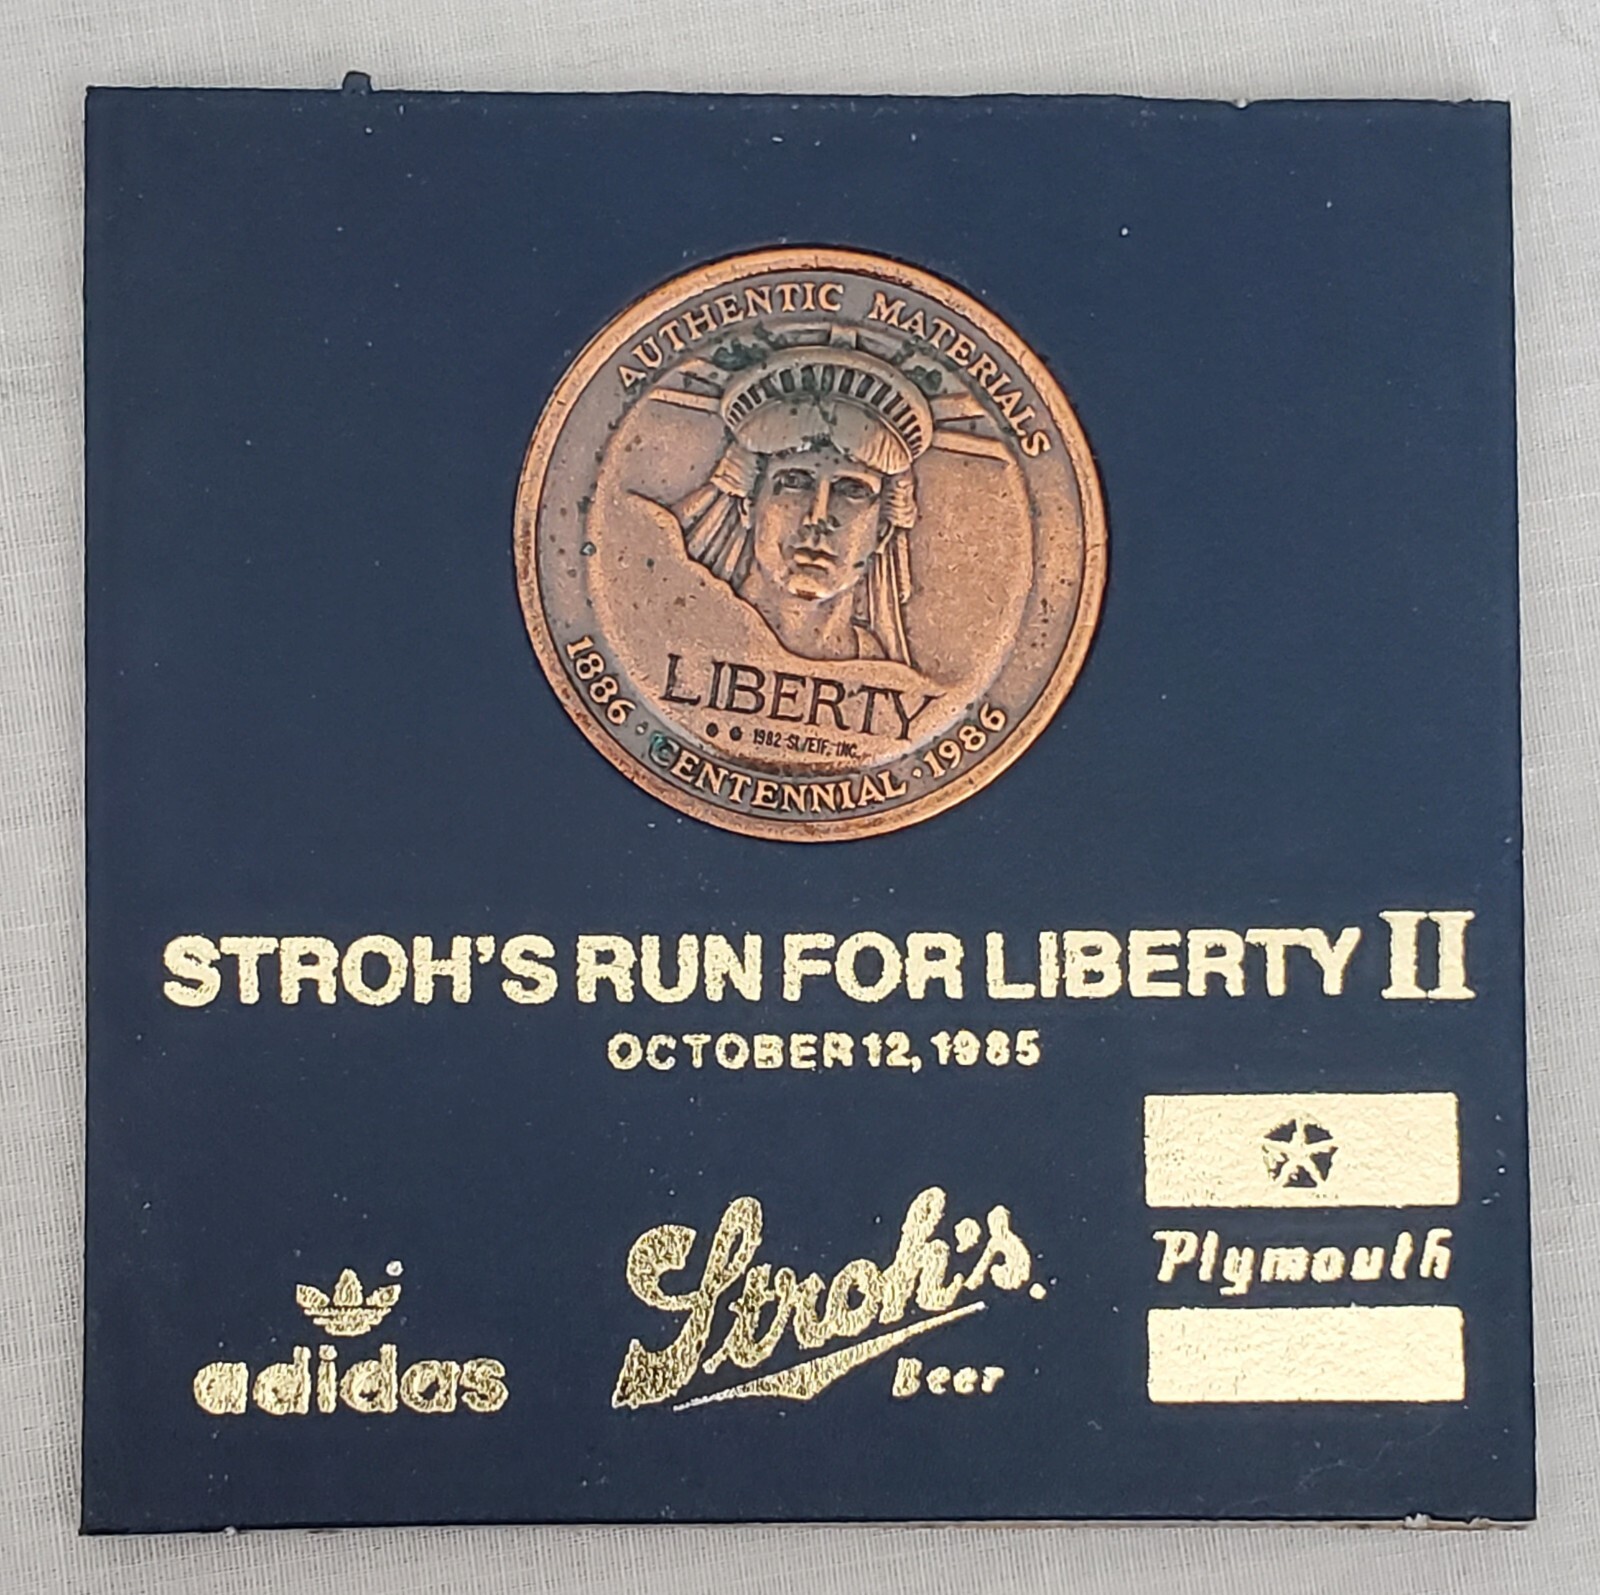 AUTHENTIC MATERIALS
LIBERTY
1982 SL/EIF, INC.
1886 · CENTENNIAL · 1986
STROH'S RUN FOR LIBERTY II
OCTOBER 12, 1985
adidas
Stroh's
Beer
Plymouth